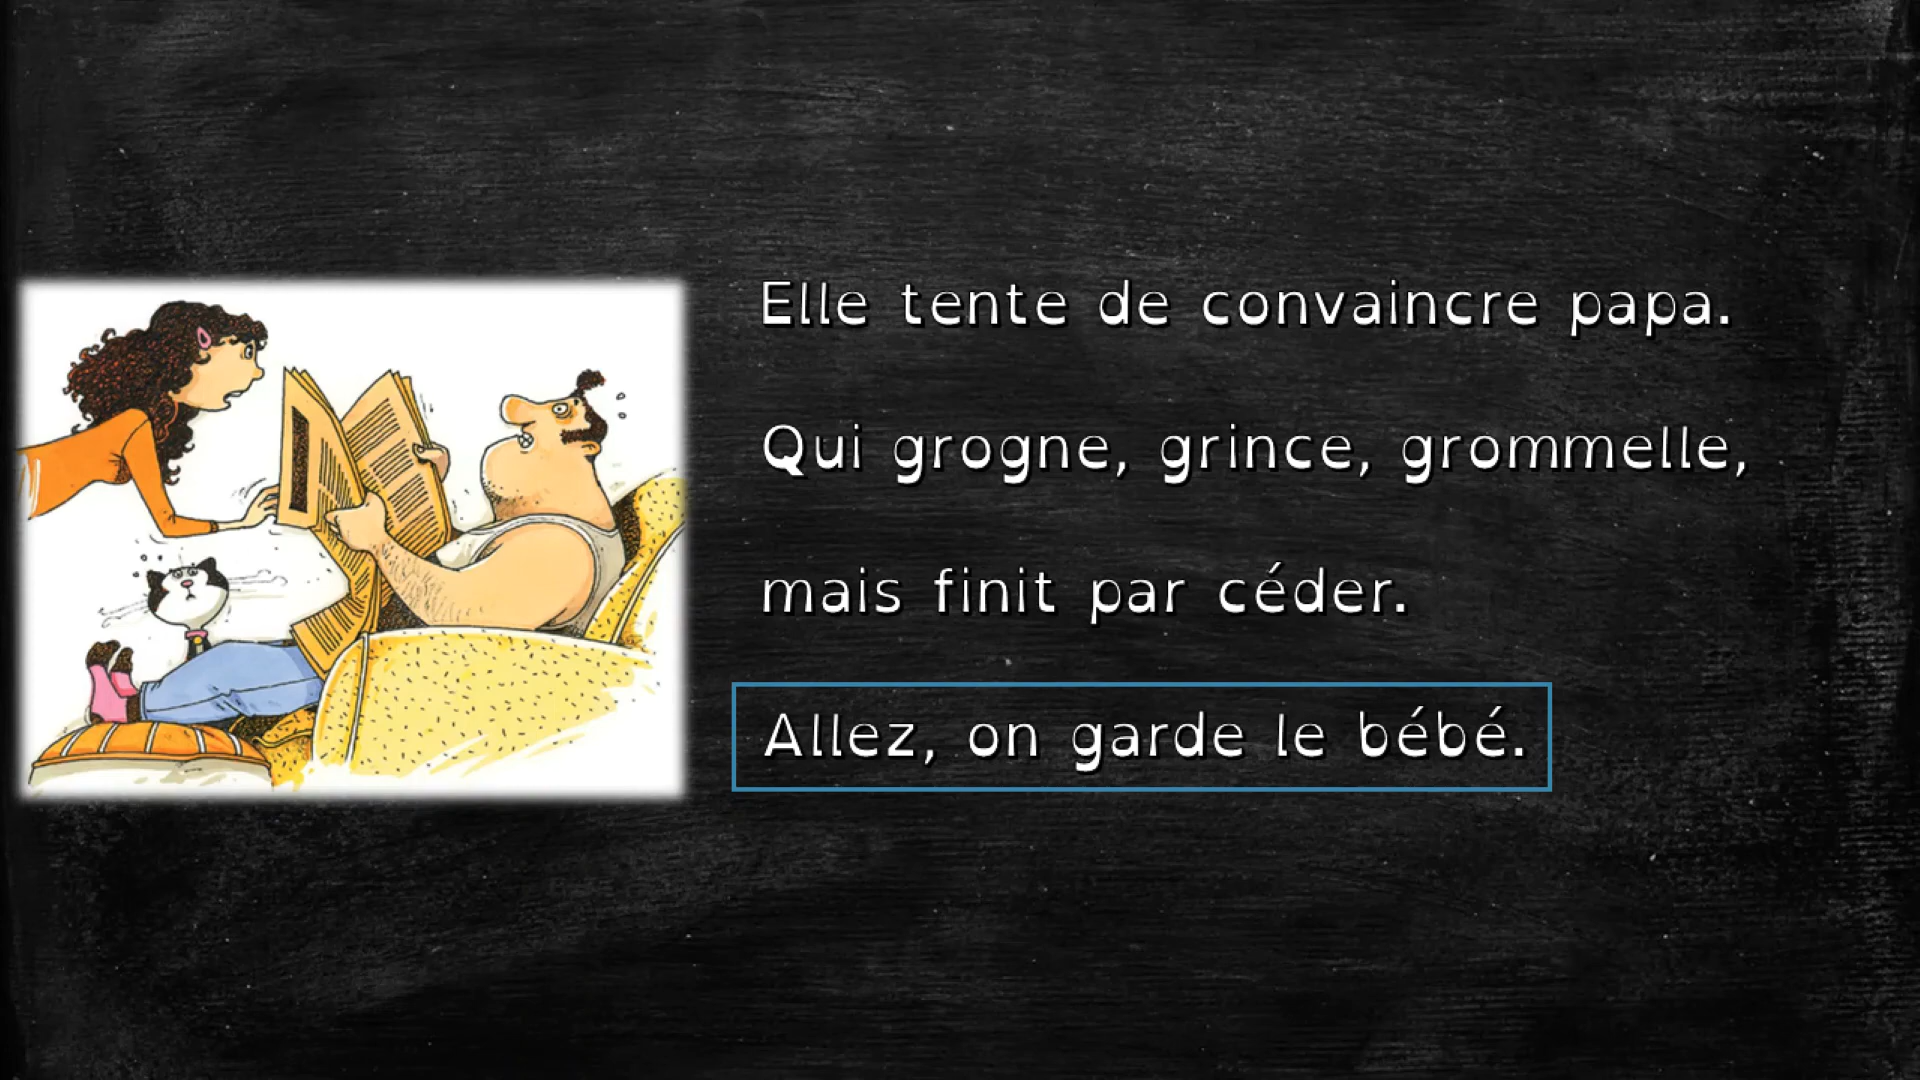 Elle tente de convaincre papa.
Qui grogne, grince, grommelle,
mais finit par céder.
Allez, on garde le bébé.